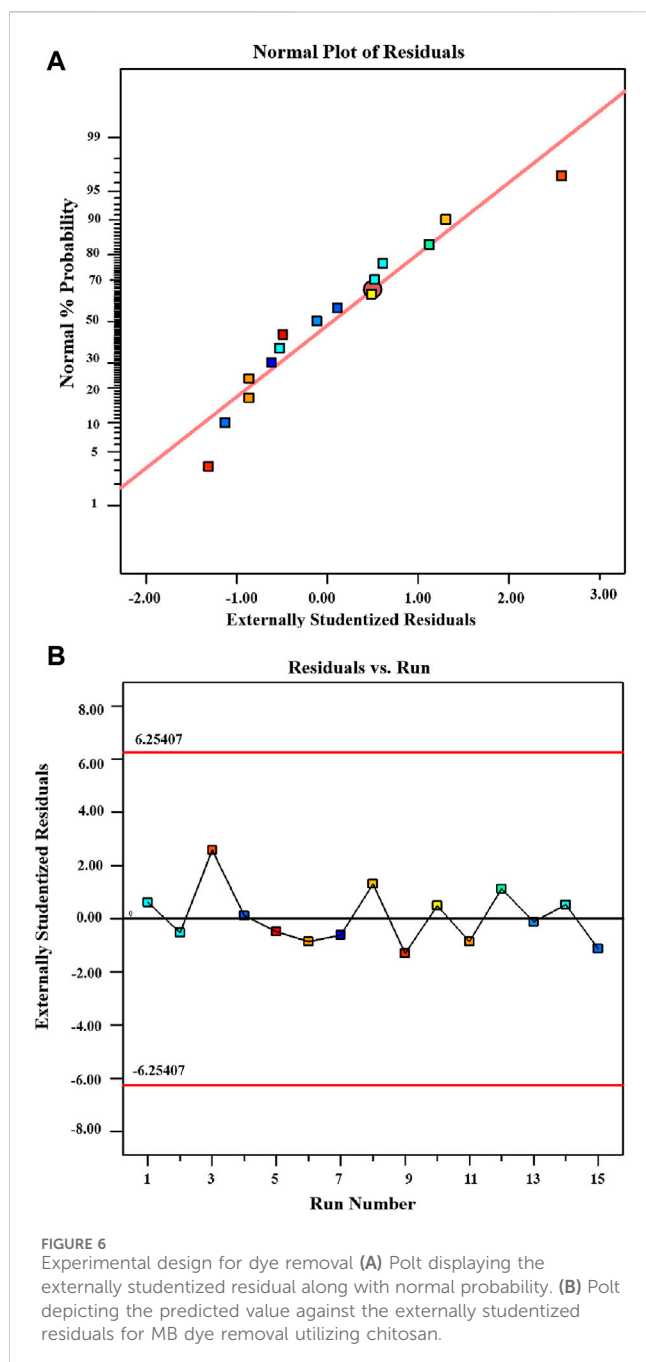 A
Normal Plot of Residuals
Normal % Probability
99
95
90
80
70
50
30
20
10
5
1
-2.00 -1.00 0.00 1.00 2.00 3.00
Externally Studentized Residuals
B
Residuals vs. Run
Externally Studentized Residuals
8.00
6.25407
6.00
4.00
2.00
0.00
0
-2.00
-4.00
-6.25407
-6.00
-8.00
1 3 5 7 9 11 13 15
Run Number
FIGURE 6
Experimental design for dye removal (A) Polt displaying the
externally studentized residual along with normal probability. (B) Polt
depicting the predicted value against the externally studentized
residuals for MB dye removal utilizing chitosan.